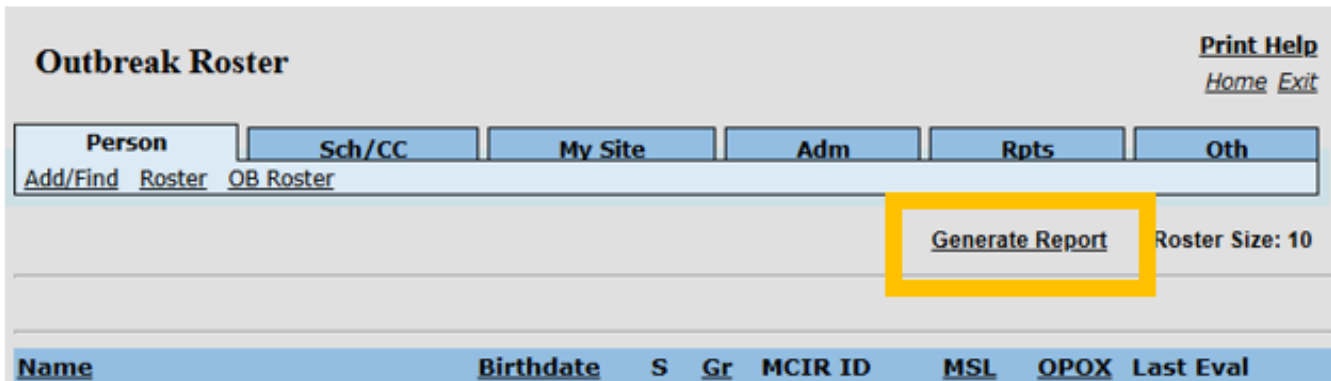 Outbreak Roster
Print Help
Home Exit
Person Sch/CC My Site Adm Rpts Oth
Add/Find Roster OB Roster
Generate Report Roster Size: 10
Name Birthdate S Gr MCIR ID MSL OPOX Last Eval